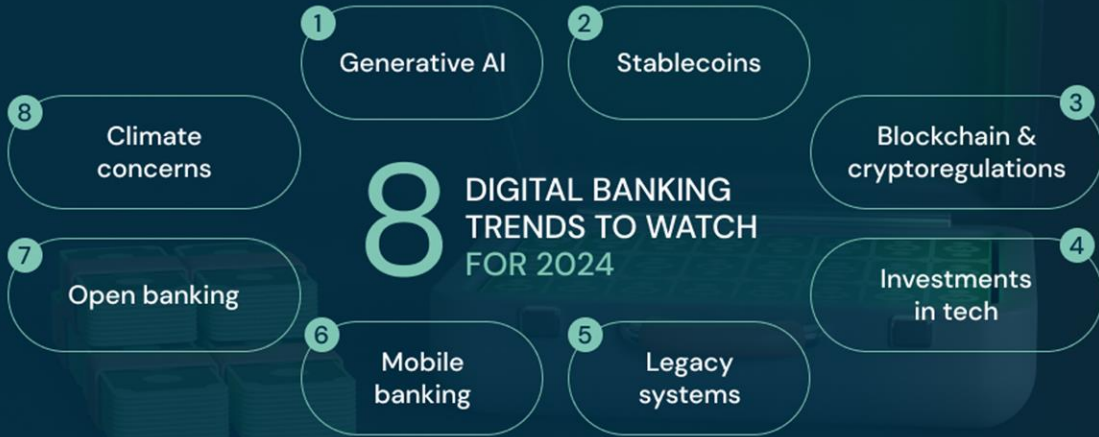 8
DIGITAL BANKING
TRENDS TO WATCH
FOR 2024
1
Generative AI
2
Stablecoins
3
Blockchain &
cryptoregulations
4
Investments
in tech
5
Legacy
systems
6
Mobile
banking
7
Open banking
8
Climate
concerns